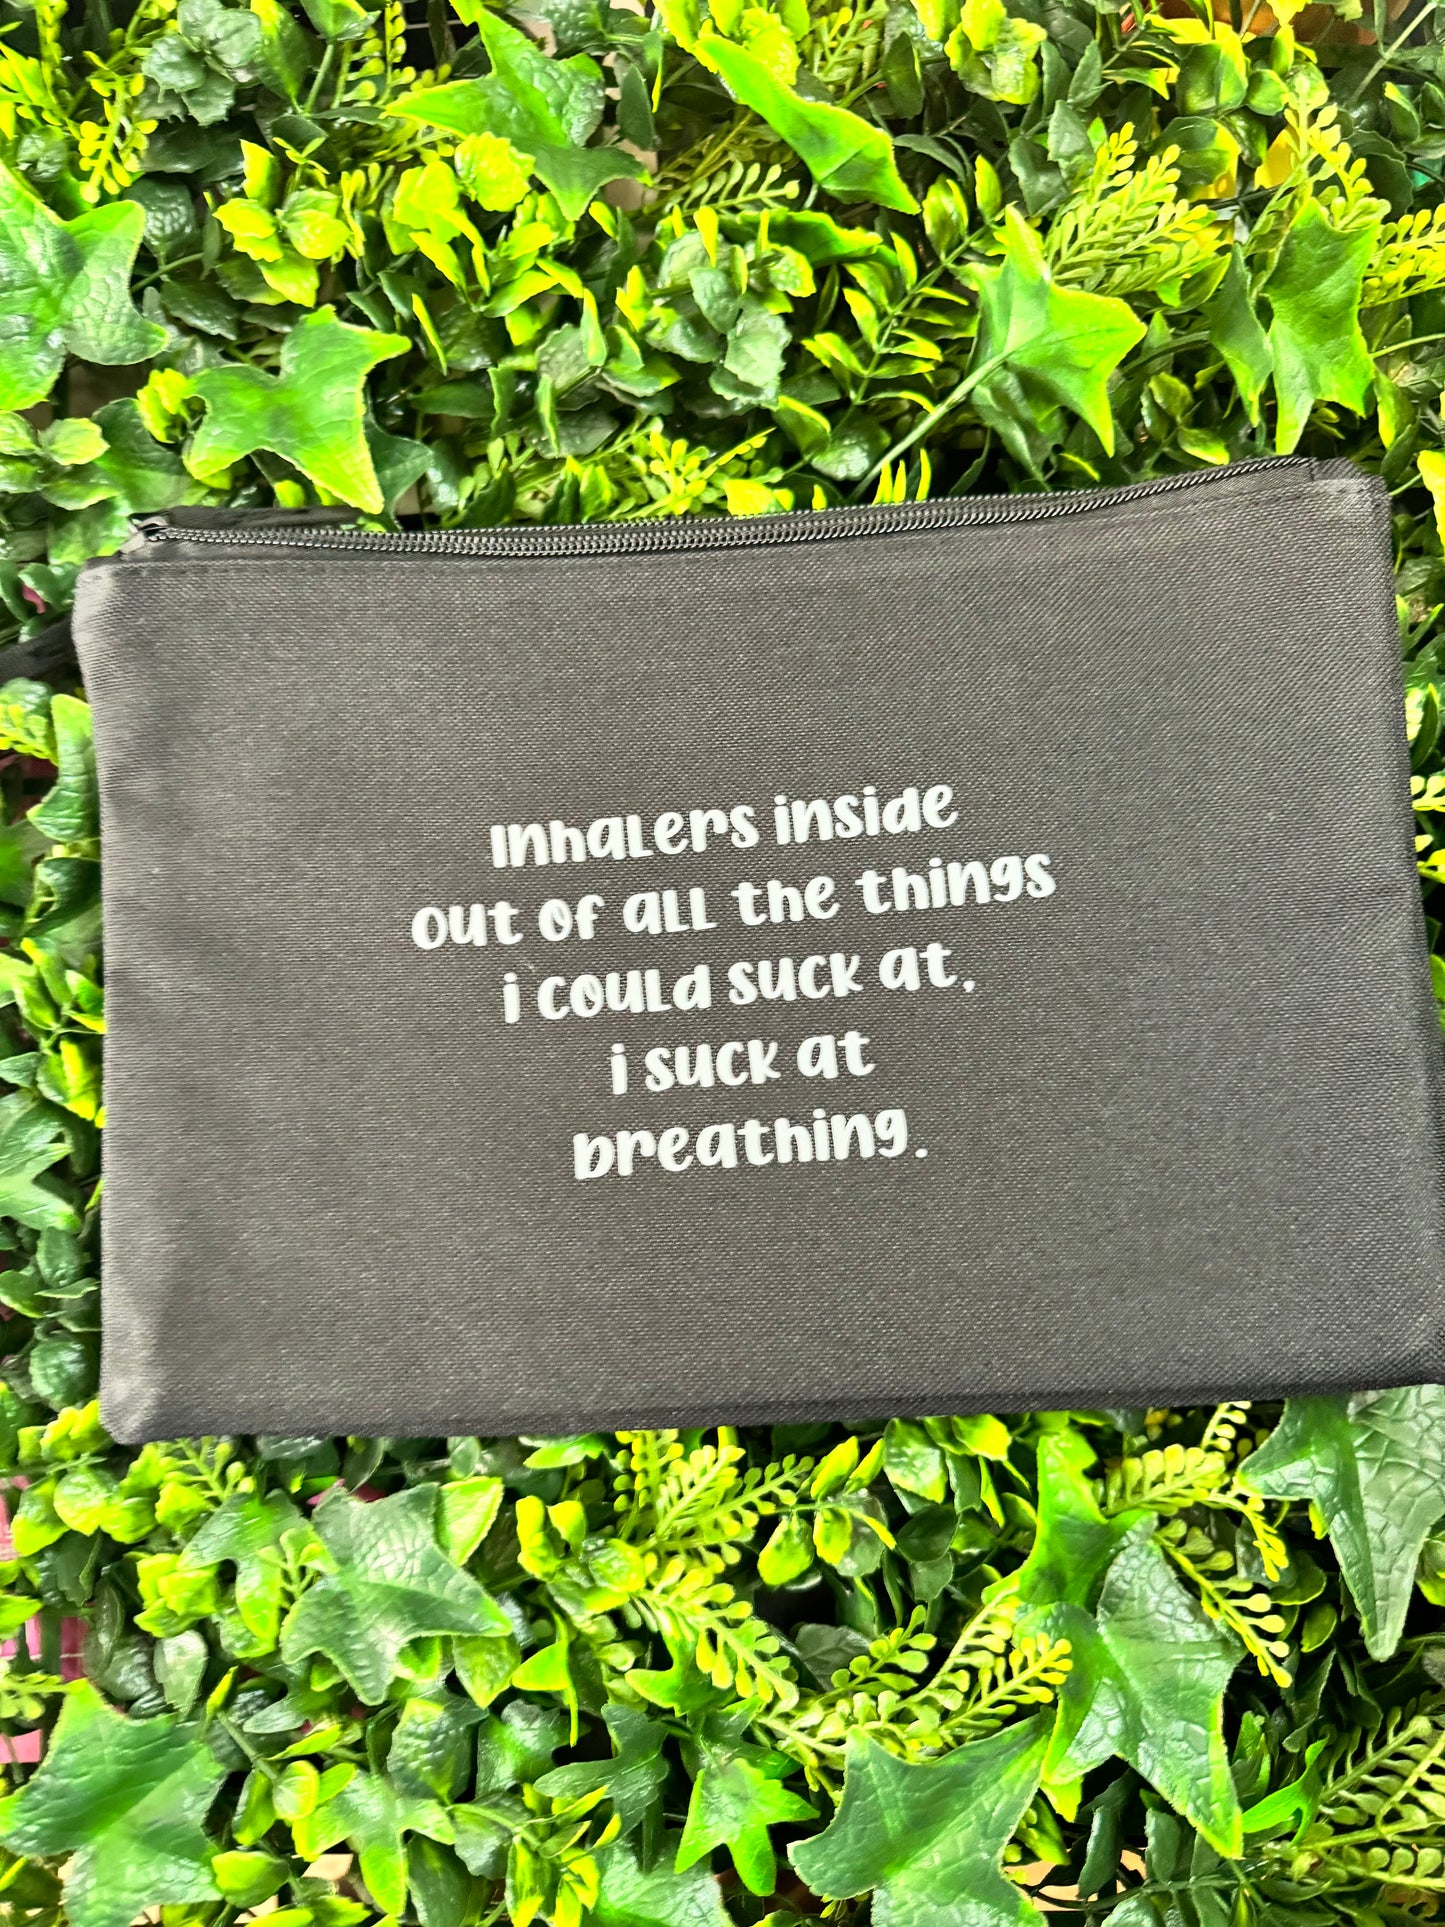 Inhalers inside
out of all the things
i could suck at,
i suck at
breathing.